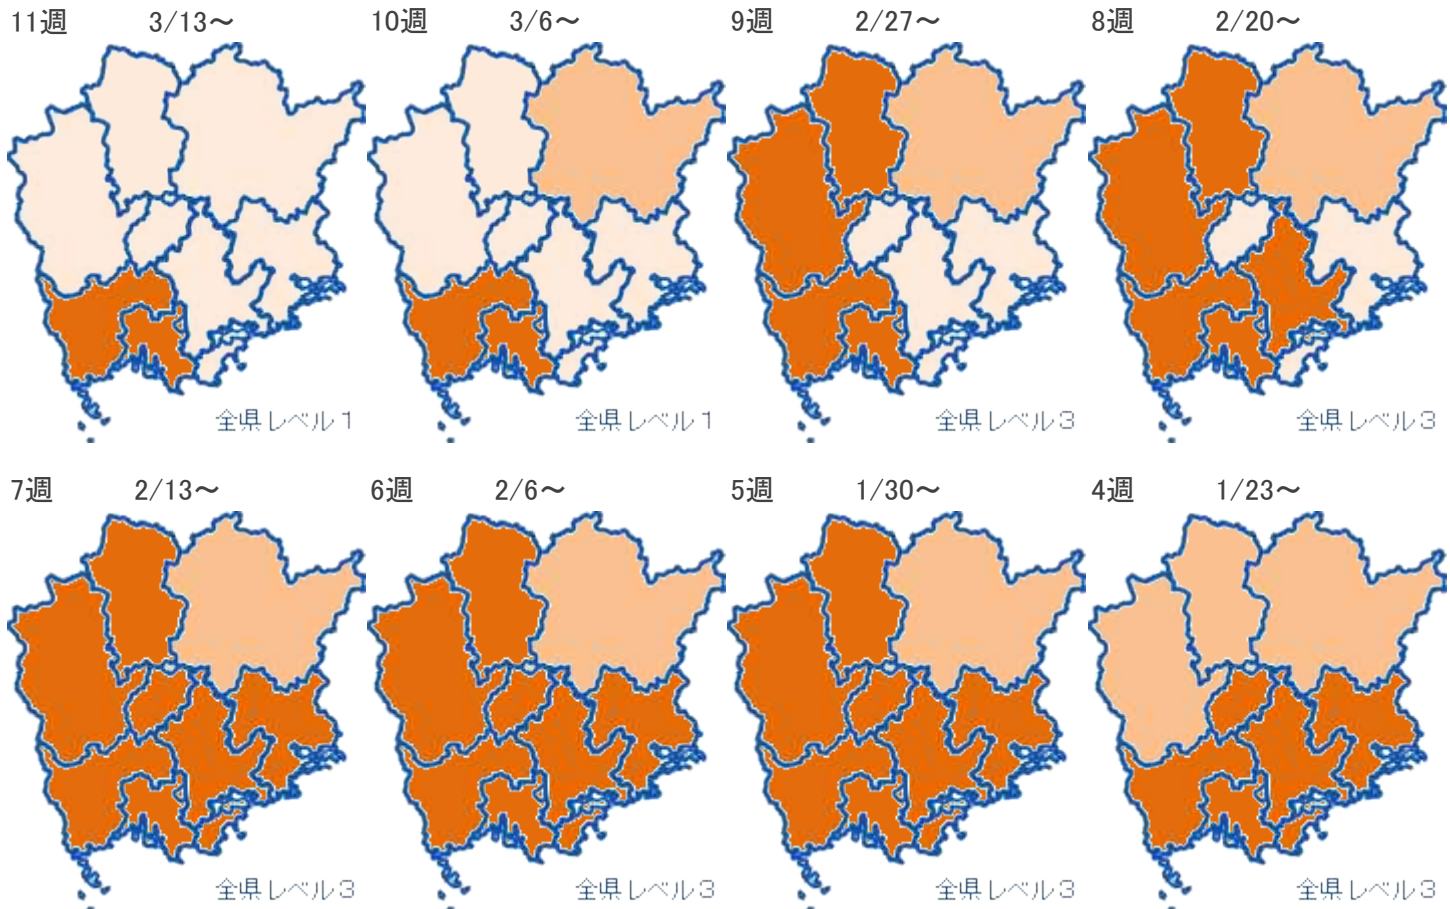 11週 3/13～
10週 3/6～
9週 2/27～
8週 2/20～
全県レベル１
全県レベル１
全県レベル３
全県レベル３
7週 2/13～
6週 2/6～
5週 1/30～
4週 1/23～
全県レベル３
全県レベル３
全県レベル３
全県レベル３